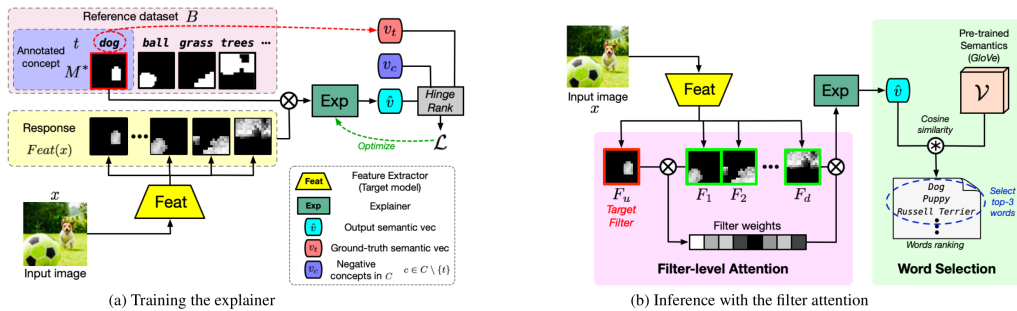 Reference dataset B
Annotated concept
t dog ball grass trees ...
M*
v_t
v_c
v̂
Hinge Rank
Exp
Optimize
ℒ
Response
Feat(x)
x
Feat
Input image
Feat Feature Extractor (Target model)
Exp Explainer
v̂ Output semantic vec
v_t Ground-truth semantic vec
v_c Negative concepts in C c ∈ C \ {t}
(a) Training the explainer
Input image
x
Feat
F_u
Target Filter
F_1 F_2 F_d
Filter weights
Filter-level Attention
Exp
v̂
Pre-trained Semantics (GloVe)
𝒱
Cosine similarity
Dog
Puppy
Russell Terrier
Select top-3 words
Words ranking
Word Selection
(b) Inference with the filter attention